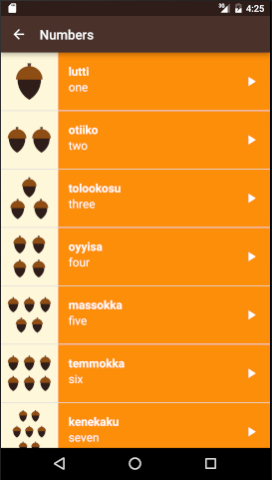 4:25
Numbers
lutti
one
otiiko
two
tolookosu
three
oyyisa
four
massokka
five
temmokka
six
kenekaku
seven